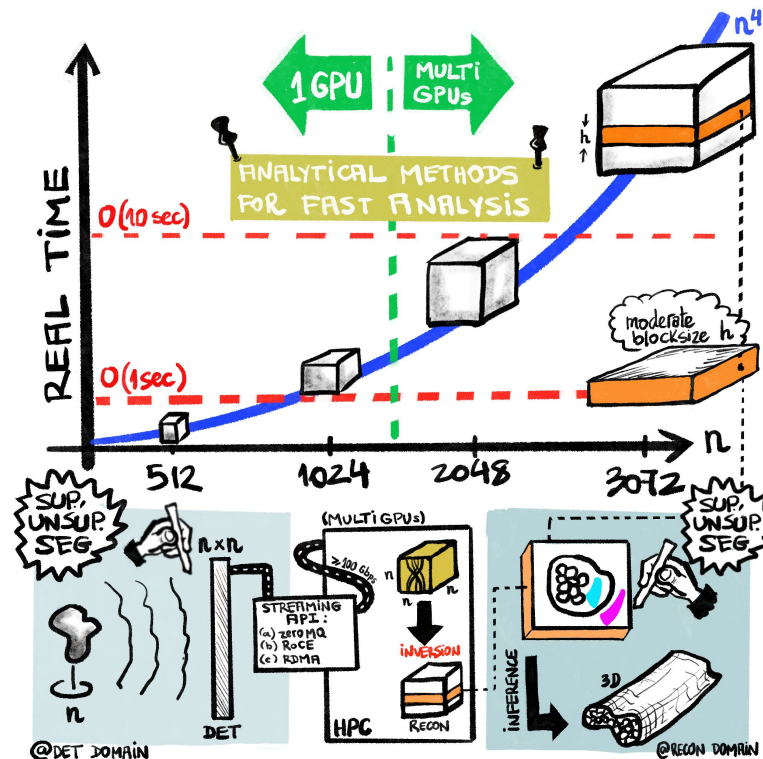 n⁴
1 GPU
MULTI
GPUs
h
ANALYTICAL METHODS
FOR FAST ANALYSIS
REAL TIME
O(10 sec)
O(1sec)
moderate
blocksize h
n
512
1024
2048
3072
SUP,
UNSUP.
SEG
n×n
n
DET
@DET DOMAIN
STREAMING
API:
(a) zeroMQ
(b) RoCE
(c) RDMA
≥100 Gbps
(MULTI GPUs)
n
n
n
INVERSION
RECON
HPC
SUP,
UNSUP.
SEG
INFERENCE
3D
@RECON DOMAIN